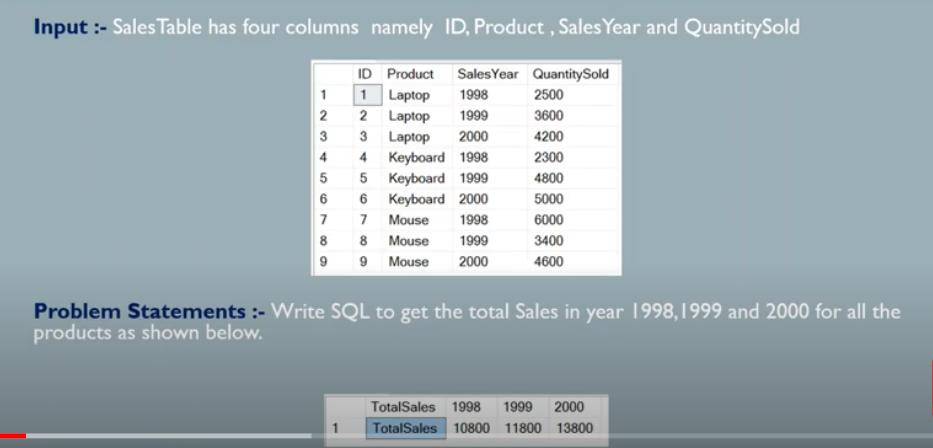 Input :- SalesTable has four columns namely ID, Product , SalesYear and QuantitySold
ID Product SalesYear QuantitySold
1 1 Laptop 1998 2500
2 2 Laptop 1999 3600
3 3 Laptop 2000 4200
4 4 Keyboard 1998 2300
5 5 Keyboard 1999 4800
6 6 Keyboard 2000 5000
7 7 Mouse 1998 6000
8 8 Mouse 1999 3400
9 9 Mouse 2000 4600
Problem Statements :- Write SQL to get the total Sales in year 1998,1999 and 2000 for all the
products as shown below.
TotalSales 1998 1999 2000
1 TotalSales 10800 11800 13800